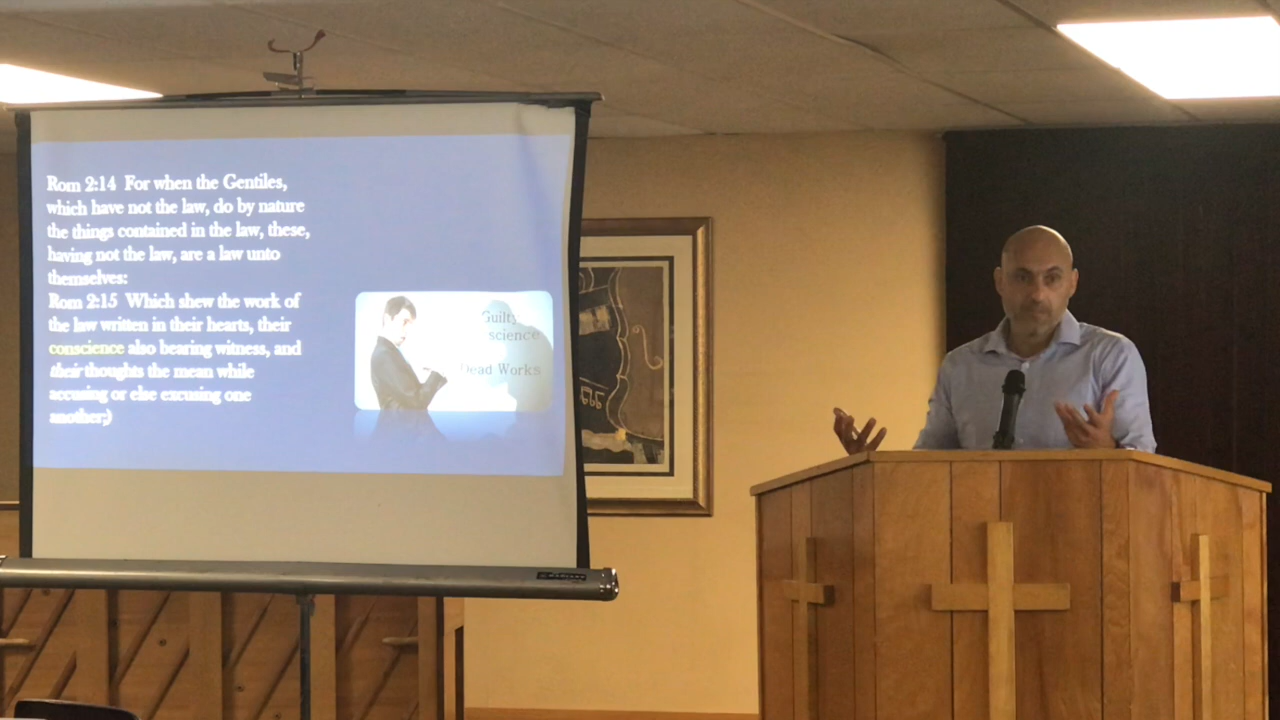 Rom 2:14 For when the Gentiles,
which have not the law, do by nature
the things contained in the law, these,
having not the law, are a law unto
themselves:
Rom 2:15 Which shew the work of
the law written in their hearts, their
conscience also bearing witness, and
their thoughts the mean while
accusing or else excusing one
another;)
Guilty
science
Dead Works